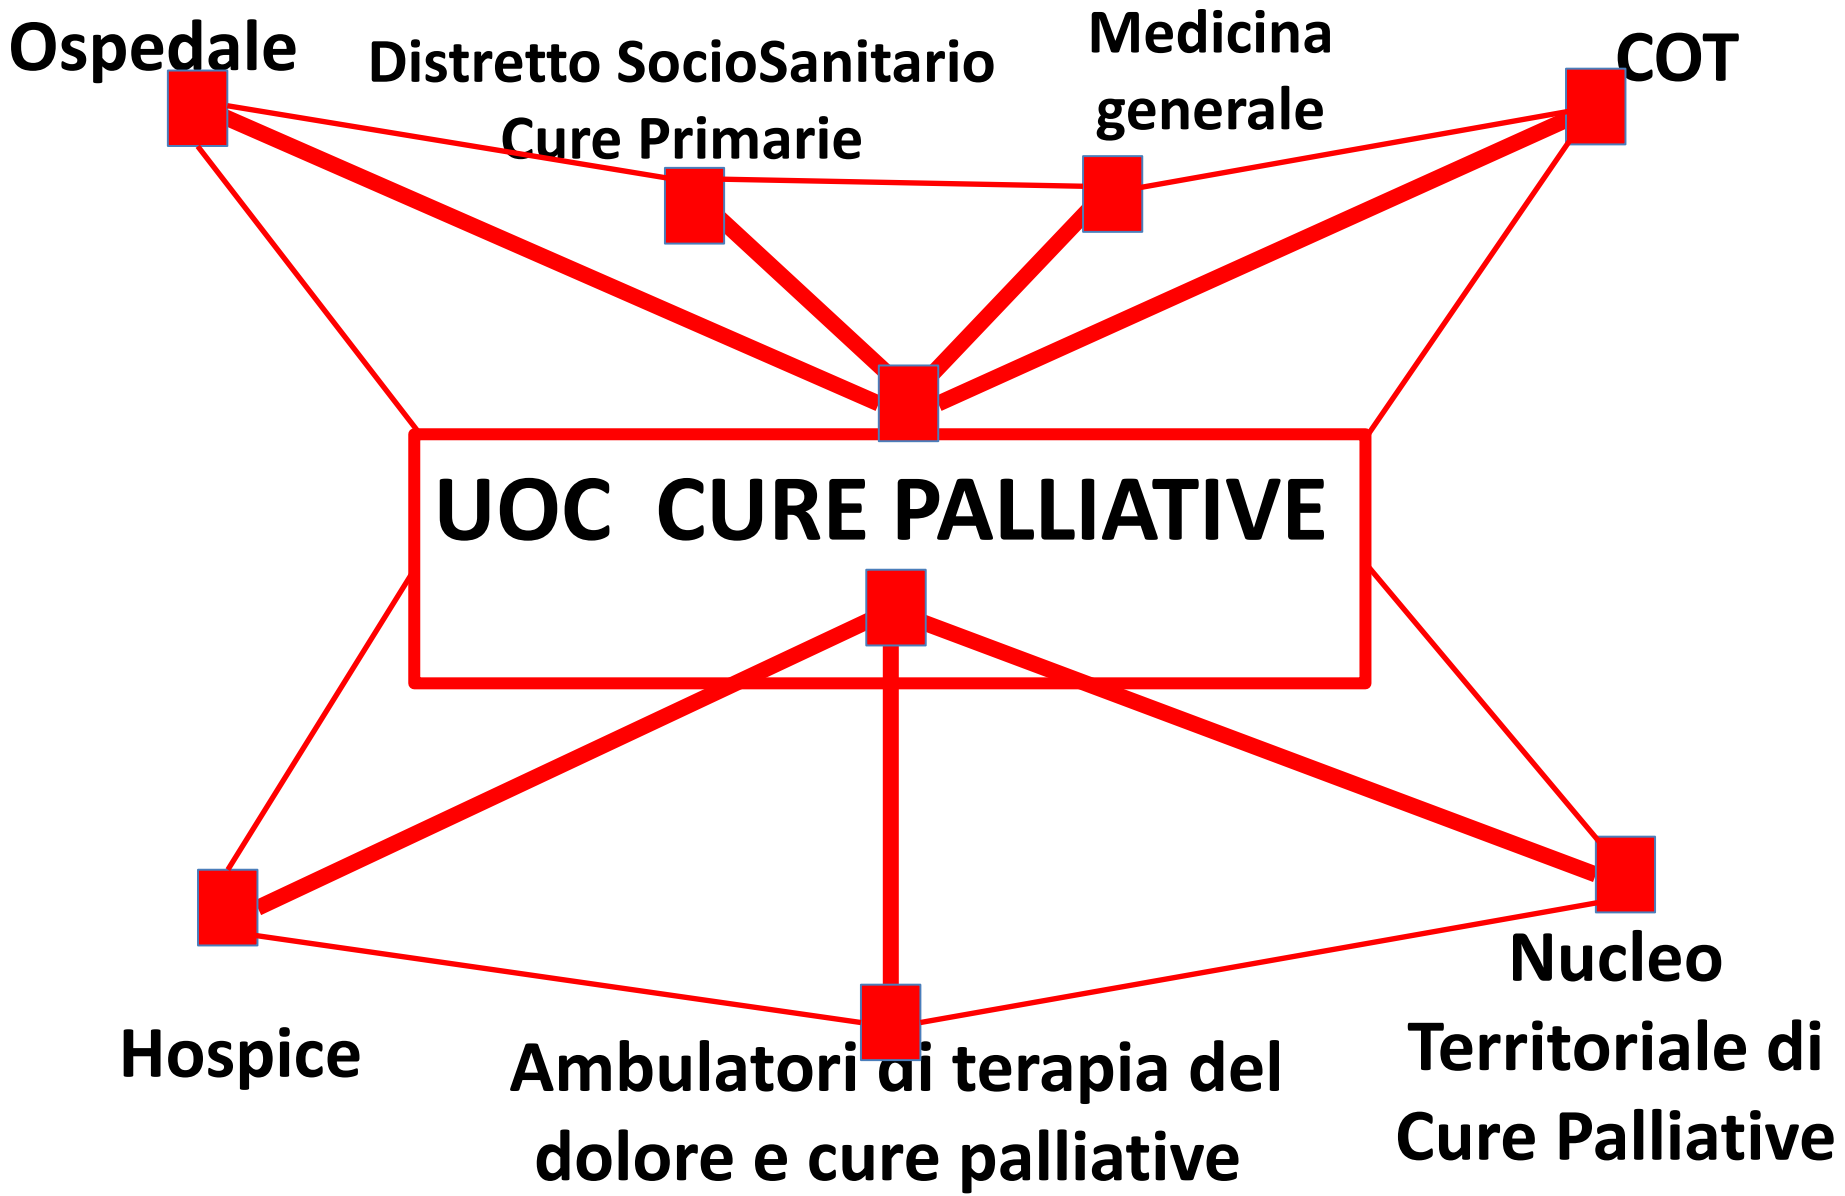 Ospedale
Distretto SocioSanitario
Cure Primarie
Medicina
generale
COT
UOC CURE PALLIATIVE
Hospice
Ambulatori di terapia del
dolore e cure palliative
Nucleo
Territoriale di
Cure Palliative